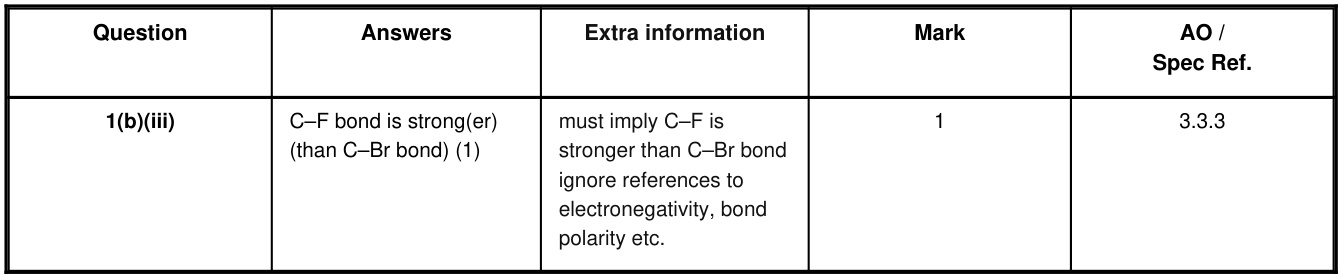 Question Answers Extra information Mark AO /
Spec Ref.
1(b)(iii) C–F bond is strong(er) must imply C–F is 1 3.3.3
(than C–Br bond) (1) stronger than C–Br bond
ignore references to
electronegativity, bond
polarity etc.